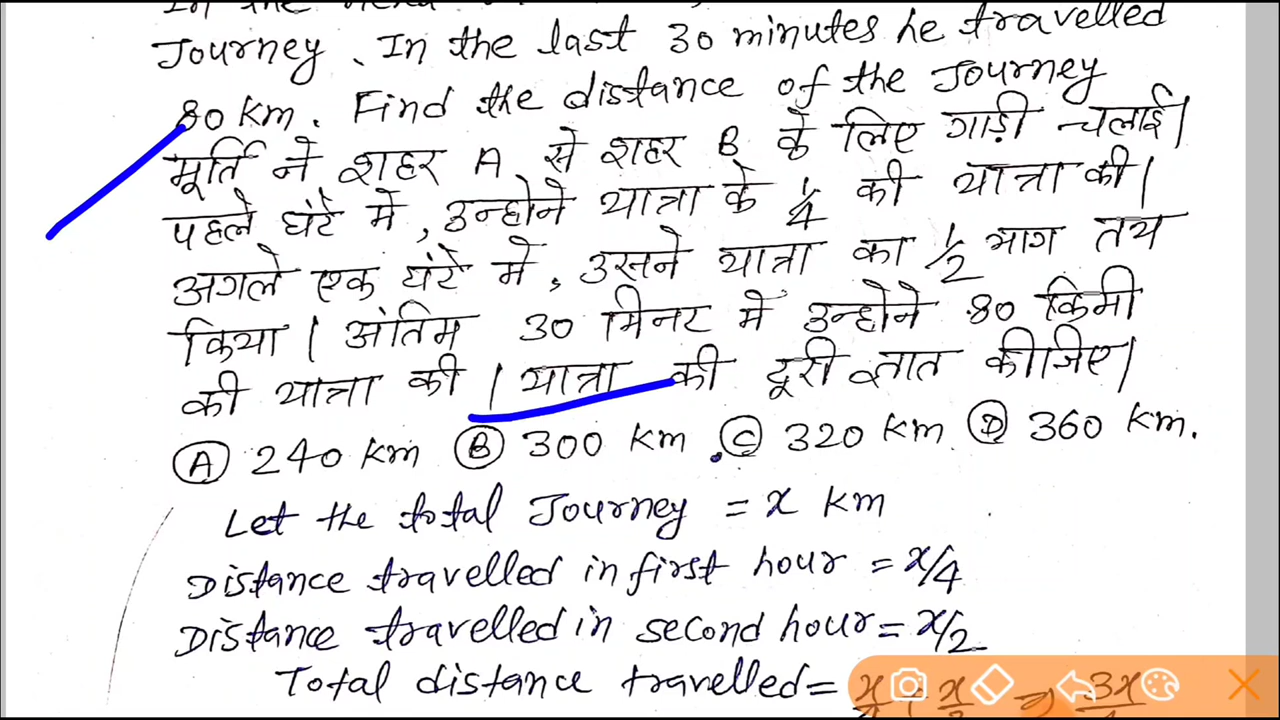 In the
Journey. In the last 30 minutes he travelled
80 Km. Find the distance of the Journey
मूर्ति ने शहर A से शहर B के लिए गाड़ी चलाई।
पहले घंटे मे, उन्होने यात्रा के 1/4 की यात्रा की।
अगले एक घंटे मे, उसने यात्रा का 1/2 भाग तय
किया। अंतिम 30 मिनट मे उन्होने 80 किमी
की यात्रा की। यात्रा की दूरी ज्ञात कीजिए।
Ⓐ 240 Km Ⓑ 300 Km Ⓒ 320 Km Ⓓ 360 Km.
Let the total Journey = x Km
Distance travelled in first hour = x/4
Distance travelled in second hour = x/2
Total distance travelled =